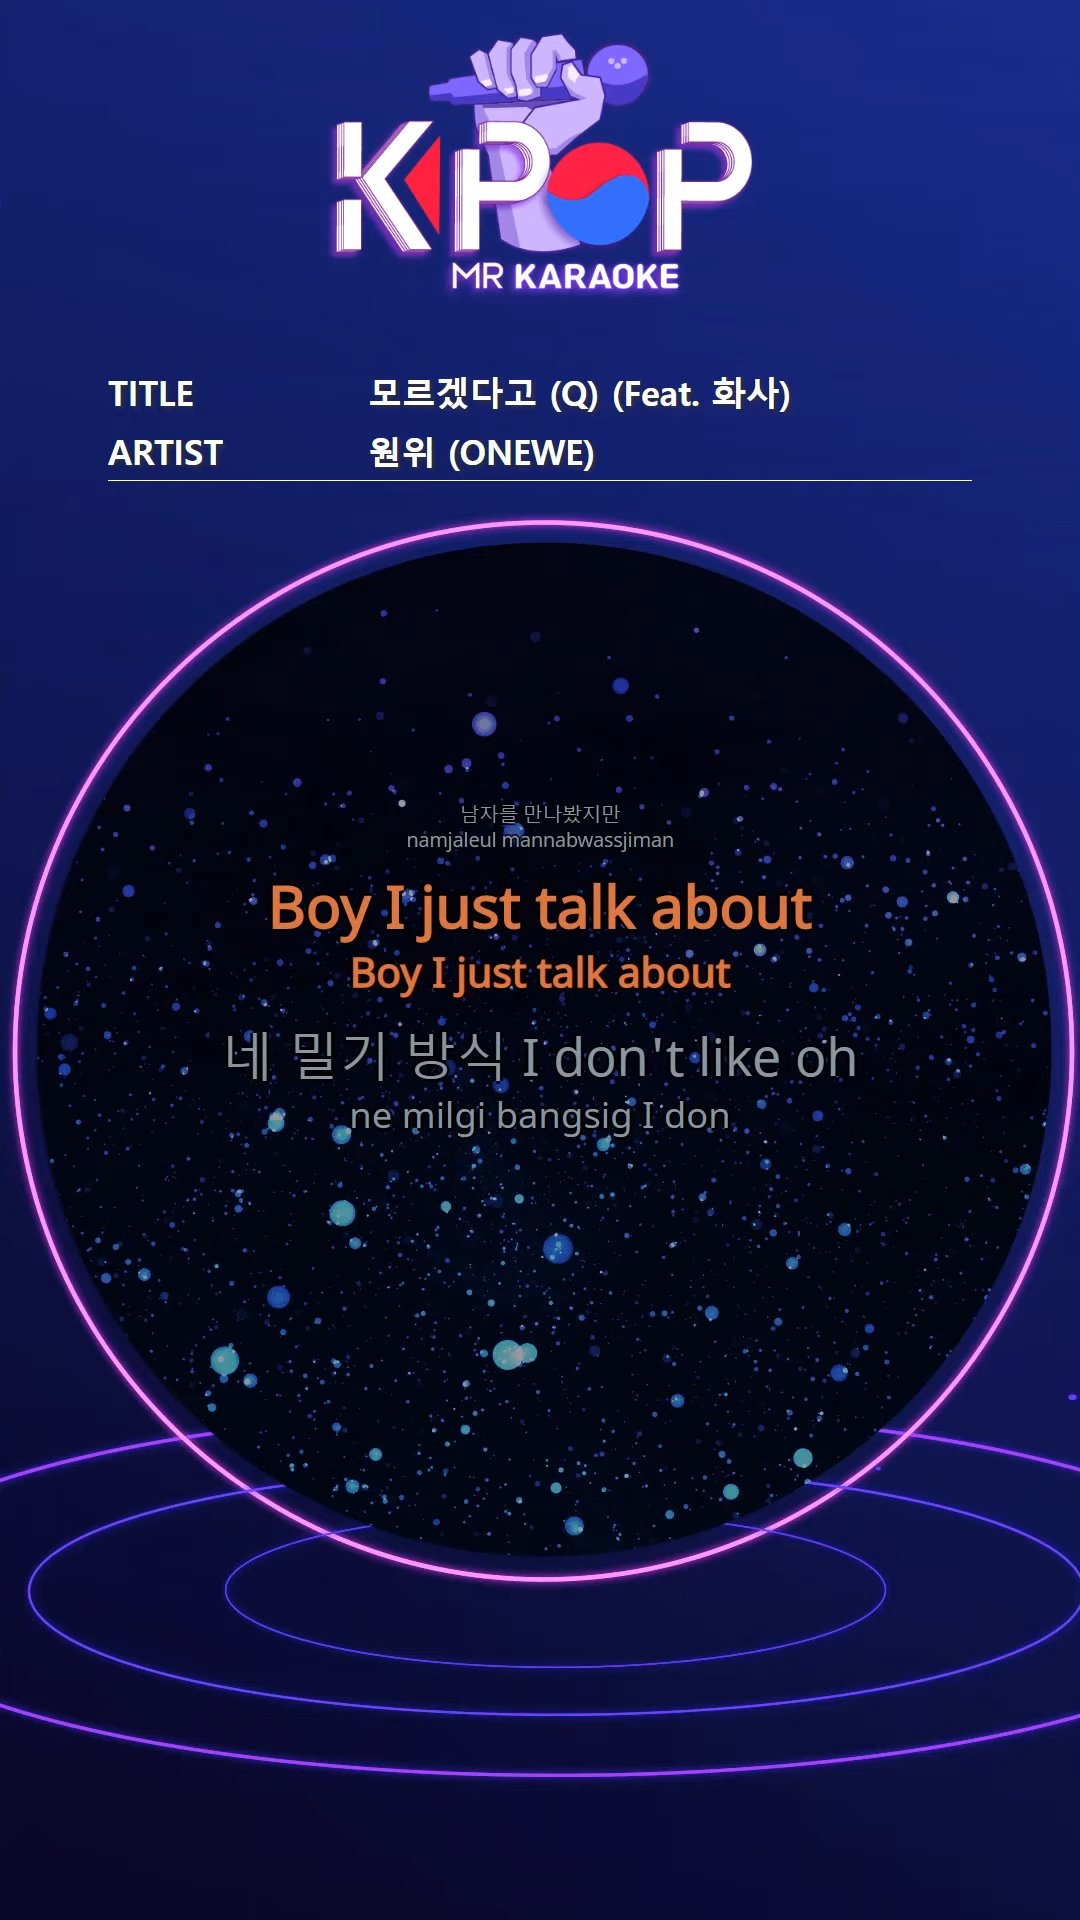 KPOP
MR KARAOKE
TITLE 모르겠다고 (Q) (Feat. 화사)
ARTIST 원위 (ONEWE)
남자를 만나봤지만
namjaleul mannabwassjiman
Boy I just talk about
Boy I just talk about
네 밀기 방식 I don't like oh
ne milgi bangsig I don